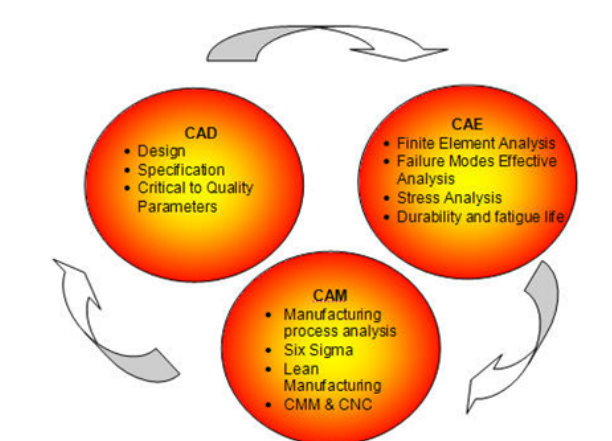 CAD
• Design
• Specification
• Critical to Quality
Parameters
CAE
• Finite Element Analysis
• Failure Modes Effective
Analysis
• Stress Analysis
• Durability and fatigue life
CAM
• Manufacturing
process analysis
• Six Sigma
• Lean
Manufacturing
• CMM & CNC